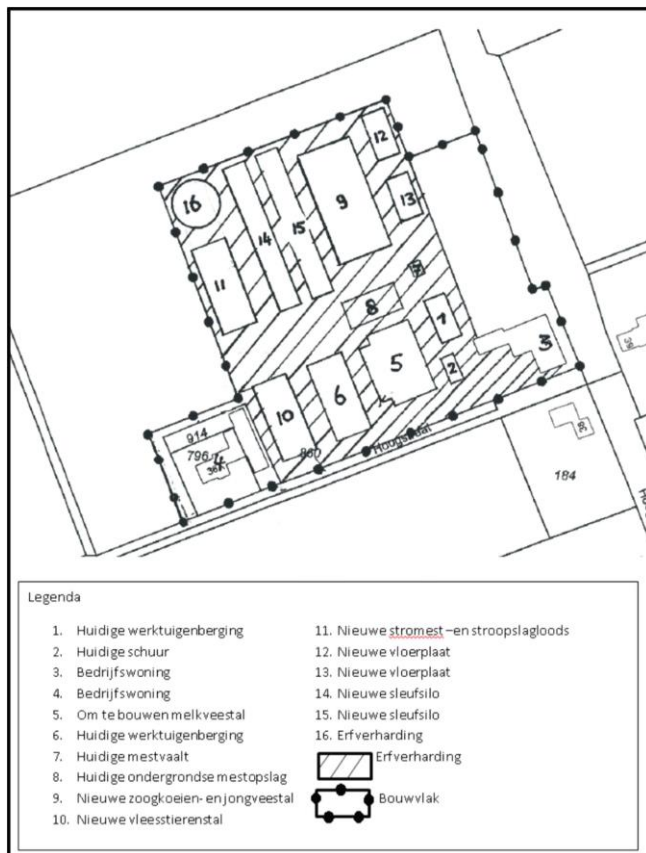 12
16
9
13
14
15
11
7
8
1
5
3
2
6
10
39
914
796
4
36
860
Hoogstraat
38
184
Legenda
1. Huidige werktuigenberging
2. Huidige schuur
3. Bedrijfswoning
4. Bedrijfswoning
5. Om te bouwen melkveestal
6. Huidige werktuigenberging
7. Huidige mestvaalt
8. Huidige ondergrondse mestopslag
9. Nieuwe zoogkoeien- en jongveestal
10. Nieuwe vleesstierenstal
11. Nieuwe stromest –en stroopslagloods
12. Nieuwe vloerplaat
13. Nieuwe vloerplaat
14. Nieuwe sleufsilo
15. Nieuwe sleufsilo
16. Erfverharding
Erfverharding
Bouwvlak